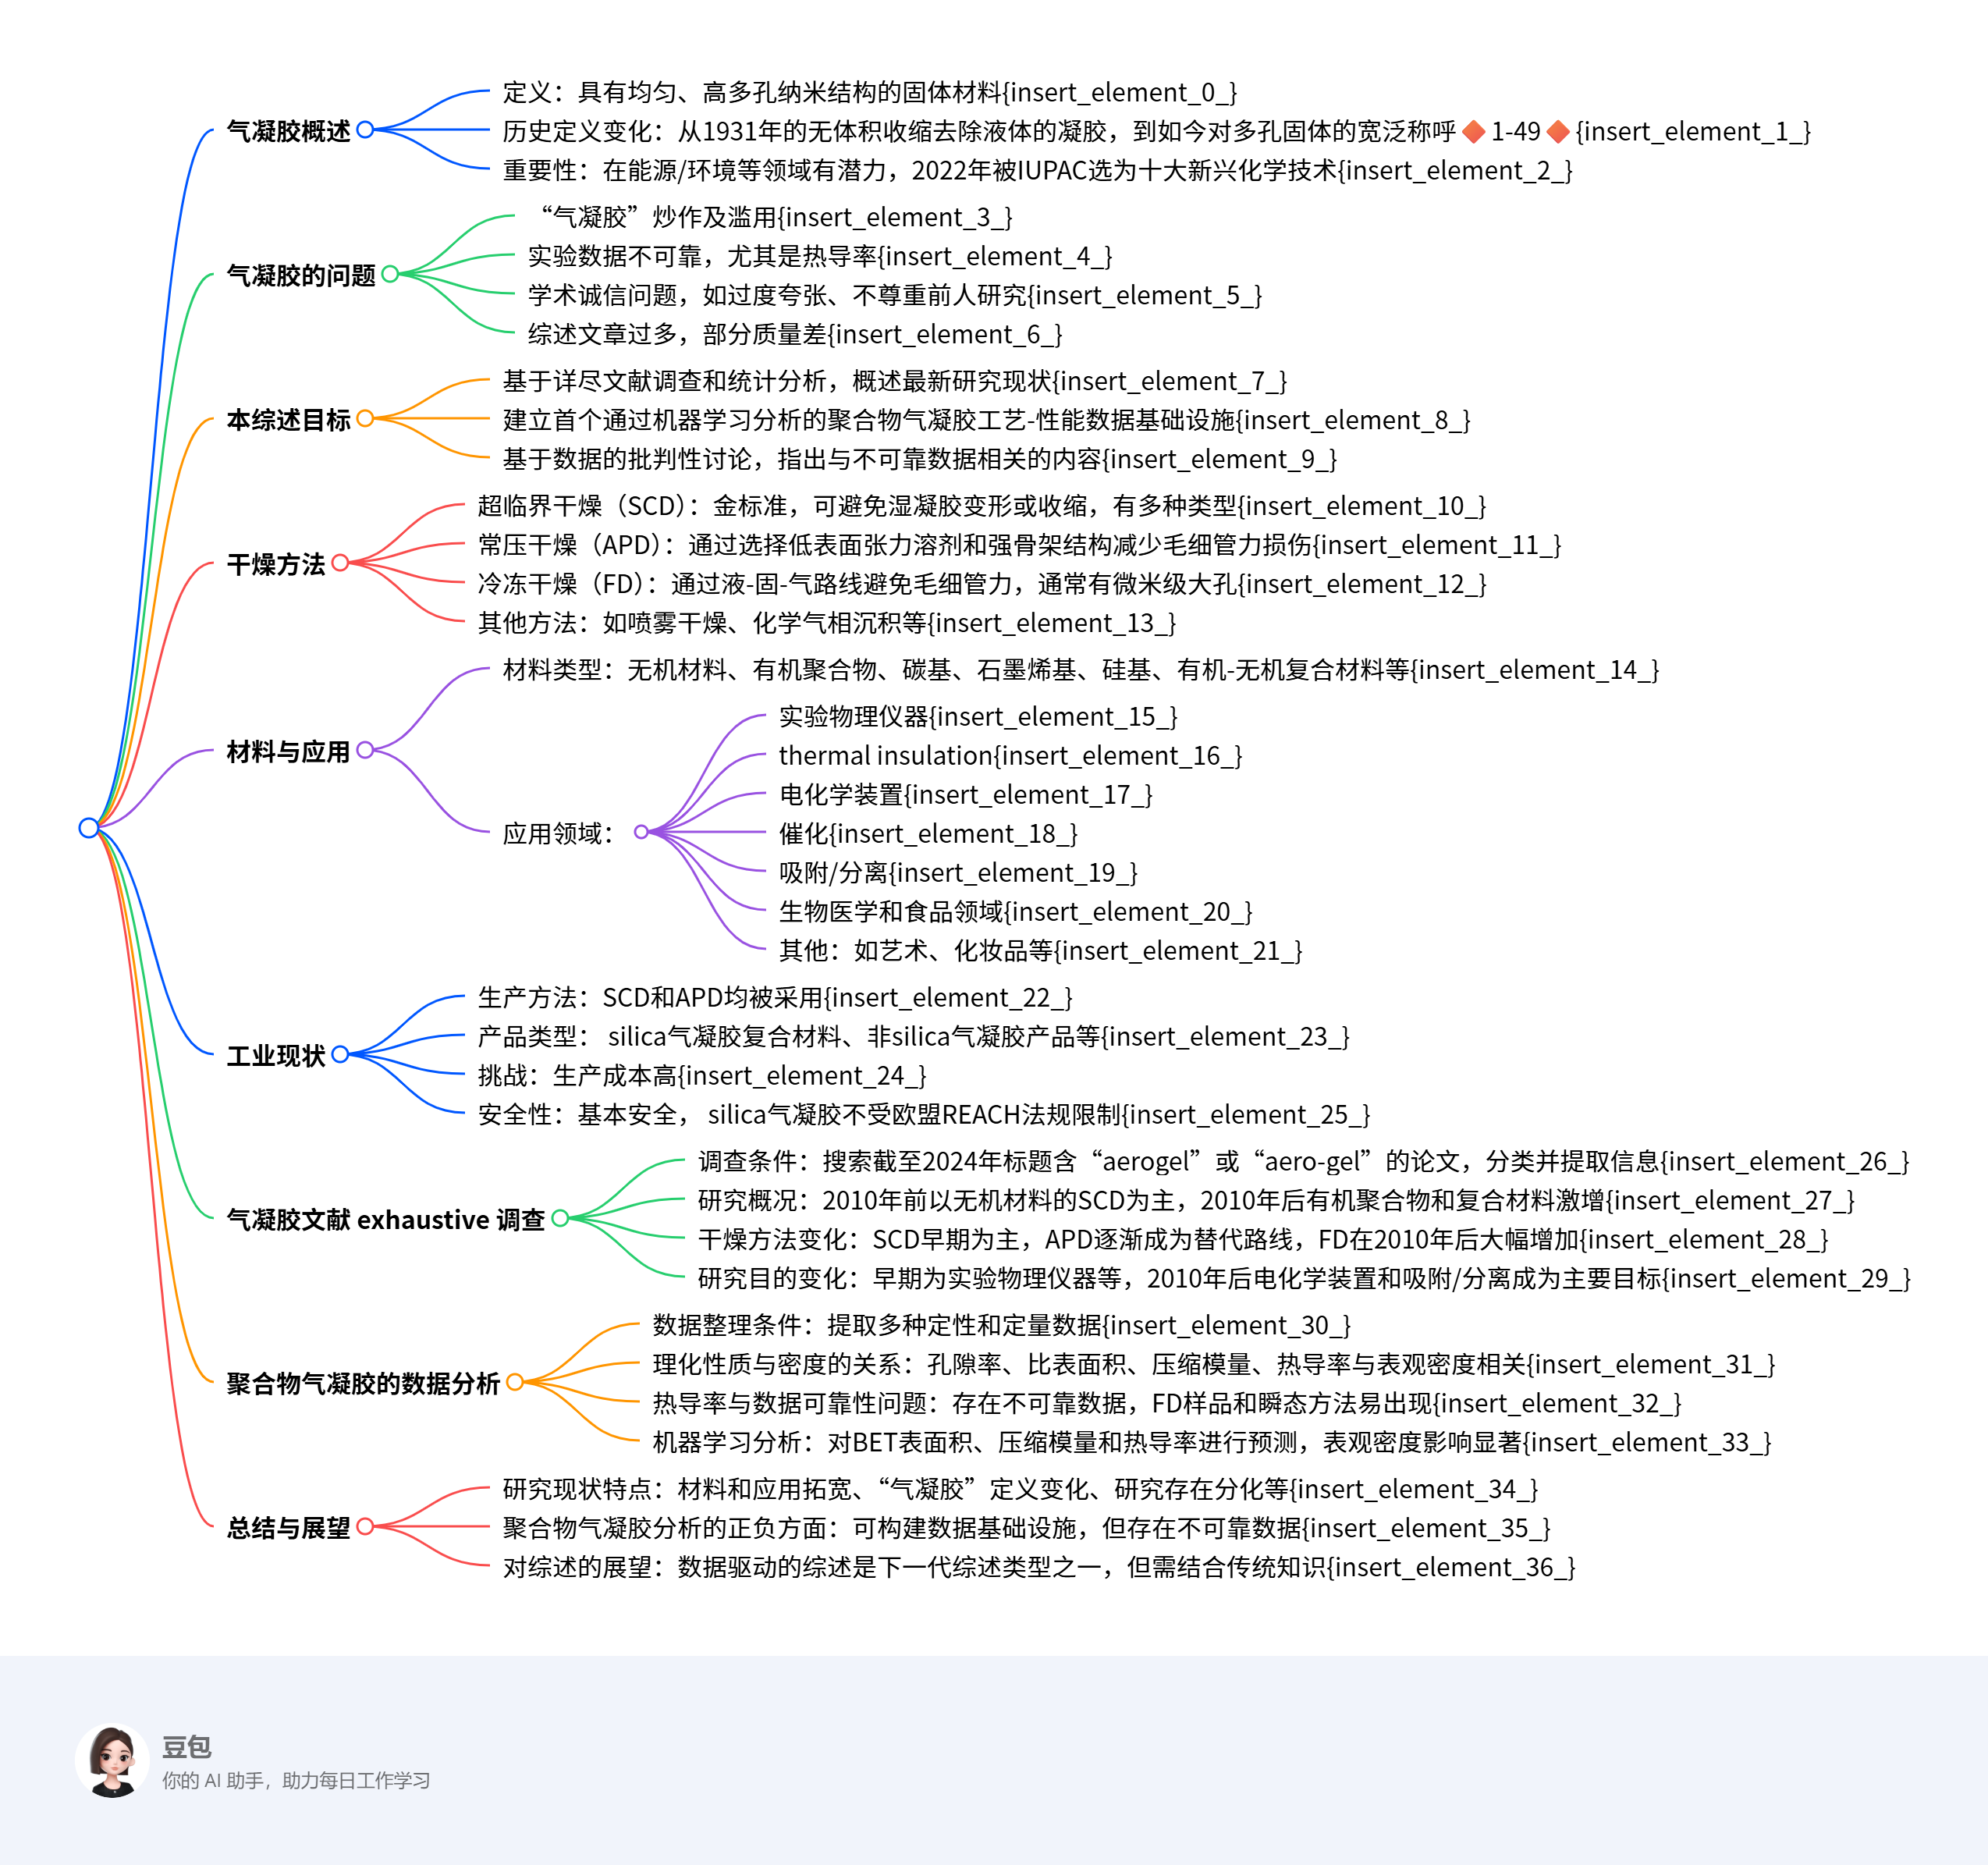 气凝胶概述
定义：具有均匀、高多孔纳米结构的固体材料{insert_element_0_}
历史定义变化：从1931年的无体积收缩去除液体的凝胶，到如今对多孔固体的宽泛称呼🔶1-49🔶{insert_element_1_}
重要性：在能源/环境等领域有潜力，2022年被IUPAC选为十大新兴化学技术{insert_element_2_}
气凝胶的问题
“气凝胶”炒作及滥用{insert_element_3_}
实验数据不可靠，尤其是热导率{insert_element_4_}
学术诚信问题，如过度夸张、不尊重前人研究{insert_element_5_}
综述文章过多，部分质量差{insert_element_6_}
本综述目标
基于详尽文献调查和统计分析，概述最新研究现状{insert_element_7_}
建立首个通过机器学习分析的聚合物气凝胶工艺-性能数据基础设施{insert_element_8_}
基于数据的批判性讨论，指出与不可靠数据相关的内容{insert_element_9_}
干燥方法
超临界干燥（SCD）：金标准，可避免湿凝胶变形或收缩，有多种类型{insert_element_10_}
常压干燥（APD）：通过选择低表面张力溶剂和强骨架结构减少毛细管力损伤{insert_element_11_}
冷冻干燥（FD）：通过液-固-气路线避免毛细管力，通常有微米级大孔{insert_element_12_}
其他方法：如喷雾干燥、化学气相沉积等{insert_element_13_}
材料与应用
材料类型：无机材料、有机聚合物、碳基、石墨烯基、硅基、有机-无机复合材料等{insert_element_14_}
应用领域：
实验物理仪器{insert_element_15_}
thermal insulation{insert_element_16_}
电化学装置{insert_element_17_}
催化{insert_element_18_}
吸附/分离{insert_element_19_}
生物医学和食品领域{insert_element_20_}
其他：如艺术、化妆品等{insert_element_21_}
工业现状
生产方法：SCD和APD均被采用{insert_element_22_}
产品类型： silica气凝胶复合材料、非silica气凝胶产品等{insert_element_23_}
挑战：生产成本高{insert_element_24_}
安全性：基本安全， silica气凝胶不受欧盟REACH法规限制{insert_element_25_}
气凝胶文献 exhaustive 调查
调查条件：搜索截至2024年标题含“aerogel”或“aero-gel”的论文，分类并提取信息{insert_element_26_}
研究概况：2010年前以无机材料的SCD为主，2010年后有机聚合物和复合材料激增{insert_element_27_}
干燥方法变化：SCD早期为主，APD逐渐成为替代路线，FD在2010年后大幅增加{insert_element_28_}
研究目的变化：早期为实验物理仪器等，2010年后电化学装置和吸附/分离成为主要目标{insert_element_29_}
聚合物气凝胶的数据分析
数据整理条件：提取多种定性和定量数据{insert_element_30_}
理化性质与密度的关系：孔隙率、比表面积、压缩模量、热导率与表观密度相关{insert_element_31_}
热导率与数据可靠性问题：存在不可靠数据，FD样品和瞬态方法易出现{insert_element_32_}
机器学习分析：对BET表面积、压缩模量和热导率进行预测，表观密度影响显著{insert_element_33_}
总结与展望
研究现状特点：材料和应用拓宽、“气凝胶”定义变化、研究存在分化等{insert_element_34_}
聚合物气凝胶分析的正负方面：可构建数据基础设施，但存在不可靠数据{insert_element_35_}
对综述的展望：数据驱动的综述是下一代综述类型之一，但需结合传统知识{insert_element_36_}
豆包
你的 AI 助手，助力每日工作学习